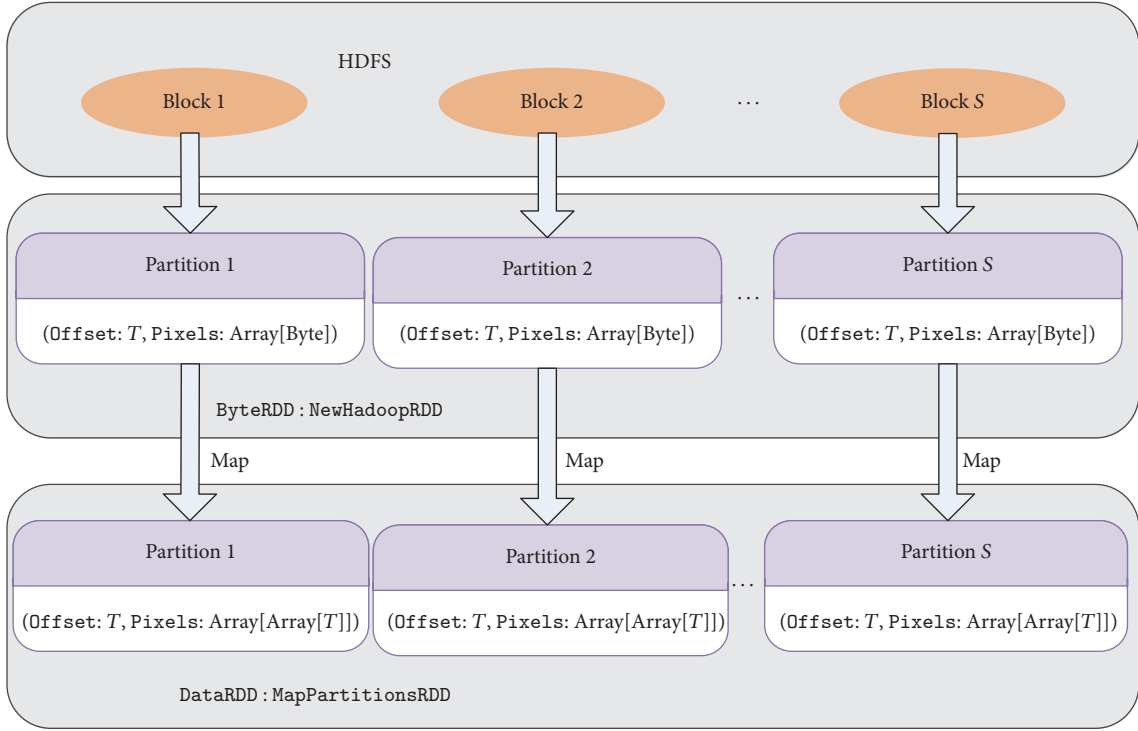 HDFS
Block 1
Block 2
...
Block S
Partition 1
Partition 2
...
Partition S
(Offset: T, Pixels: Array[Byte])
(Offset: T, Pixels: Array[Byte])
(Offset: T, Pixels: Array[Byte])
ByteRDD : NewHadoopRDD
Map
Map
Map
Partition 1
Partition 2
...
Partition S
(Offset: T, Pixels: Array[Array[T]])
(Offset: T, Pixels: Array[Array[T]])
(Offset: T, Pixels: Array[Array[T]])
DataRDD : MapPartitionsRDD